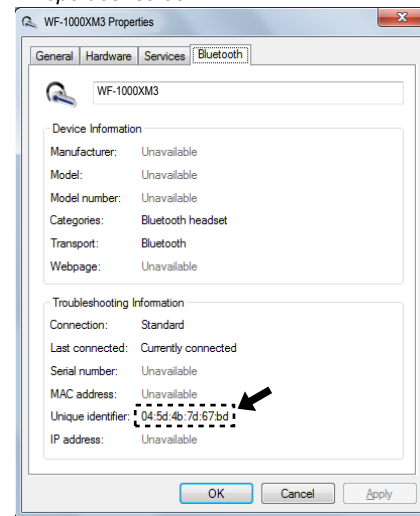 WF-1000XM3 Properties
General Hardware Services Bluetooth
WF-1000XM3
Device Information
Manufacturer: Unavailable
Model: Unavailable
Model number: Unavailable
Categories: Bluetooth headset
Transport: Bluetooth
Webpage: Unavailable
Troubleshooting Information
Connection: Standard
Last connected: Currently connected
Serial number: Unavailable
MAC address: Unavailable
Unique identifier: 04:5d:4b:7d:67:bd
IP address: Unavailable
OK Cancel Apply